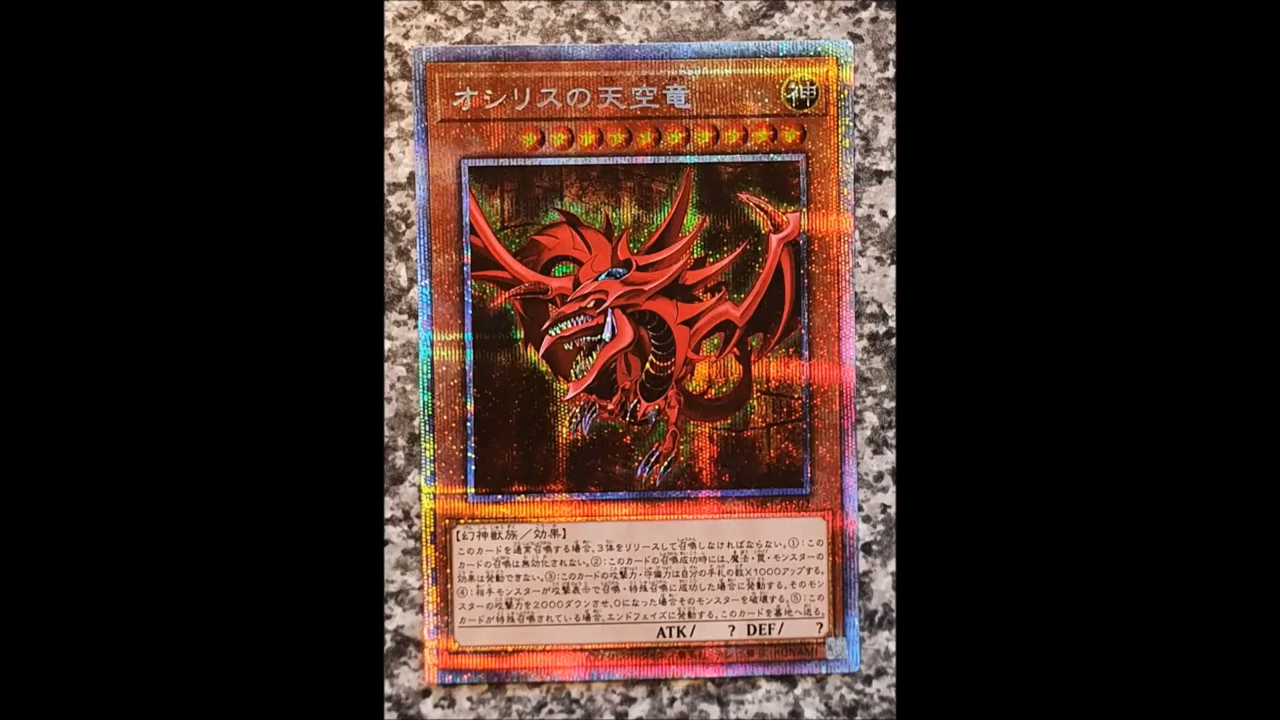 オシリスの天空竜
神
【幻神獣族／効果】
このカードを通常召喚する場合、3体をリリースして召喚しなければならない。①：この
カードの召喚は無効化されない。②：このカードの召喚成功時には、魔法・罠・モンスターの
効果は発動できない。③：このカードの攻撃力・守備力は自分の手札の数×1000アップする。
④：相手モンスターが攻撃表示で召喚・特殊召喚に成功した場合に発動する。そのモン
スターの攻撃力を2000ダウンさせ、0になった場合そのモンスターを破壊する。⑤：この
カードが特殊召喚されている場合、エンドフェイズに発動する。このカードを墓地へ送る。
ATK/ ? DEF/ ?
KONAMI